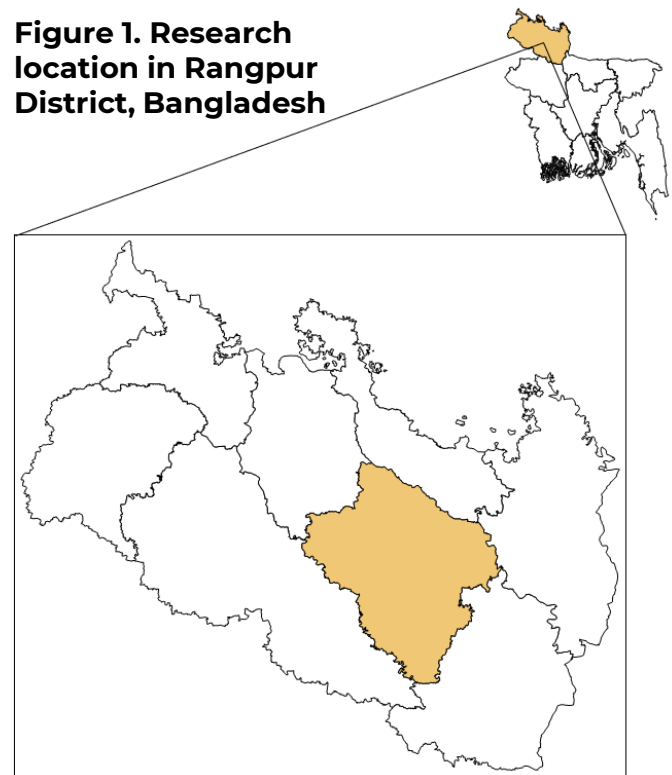 Figure 1. Research
location in Rangpur
District, Bangladesh